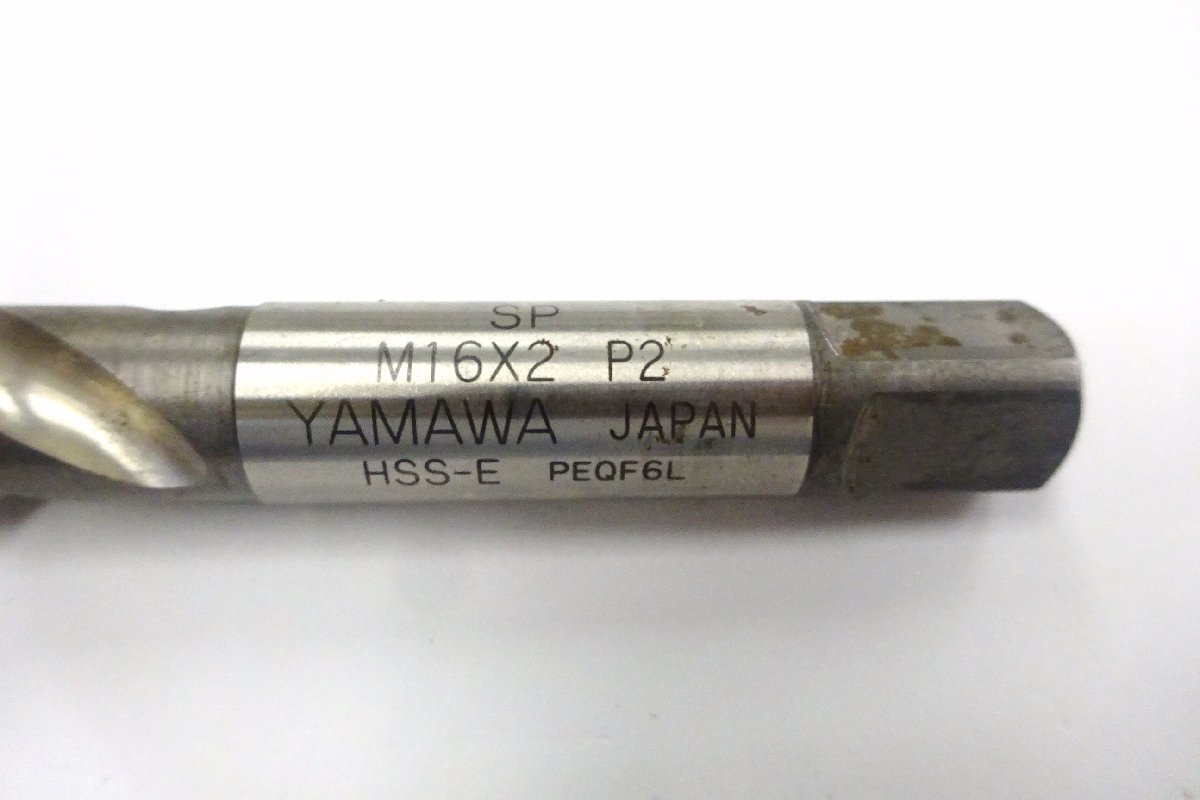 SP
M16X2 P2
YAMAWA JAPAN
HSS-E PEQF6L